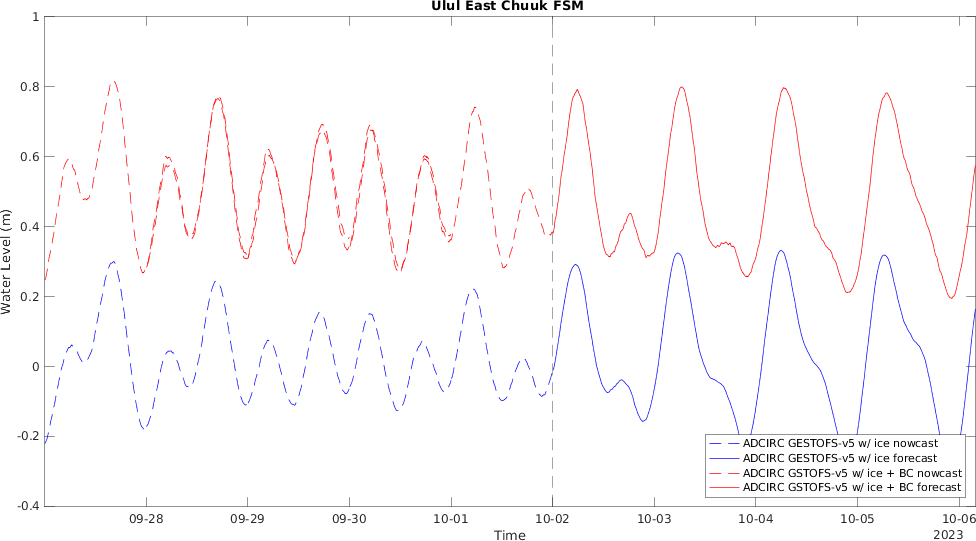 Ulul East Chuuk FSM
1
0.8
0.6
0.4
0.2
0
-0.2
-0.4
Water Level (m)
ADCIRC GESTOFS-v5 w/ ice nowcast
ADCIRC GESTOFS-v5 w/ ice forecast
ADCIRC GSTOFS-v5 w/ ice + BC nowcast
ADCIRC GSTOFS-v5 w/ ice + BC forecast
09-28 09-29 09-30 10-01 10-02 10-03 10-04 10-05 10-06
Time 2023